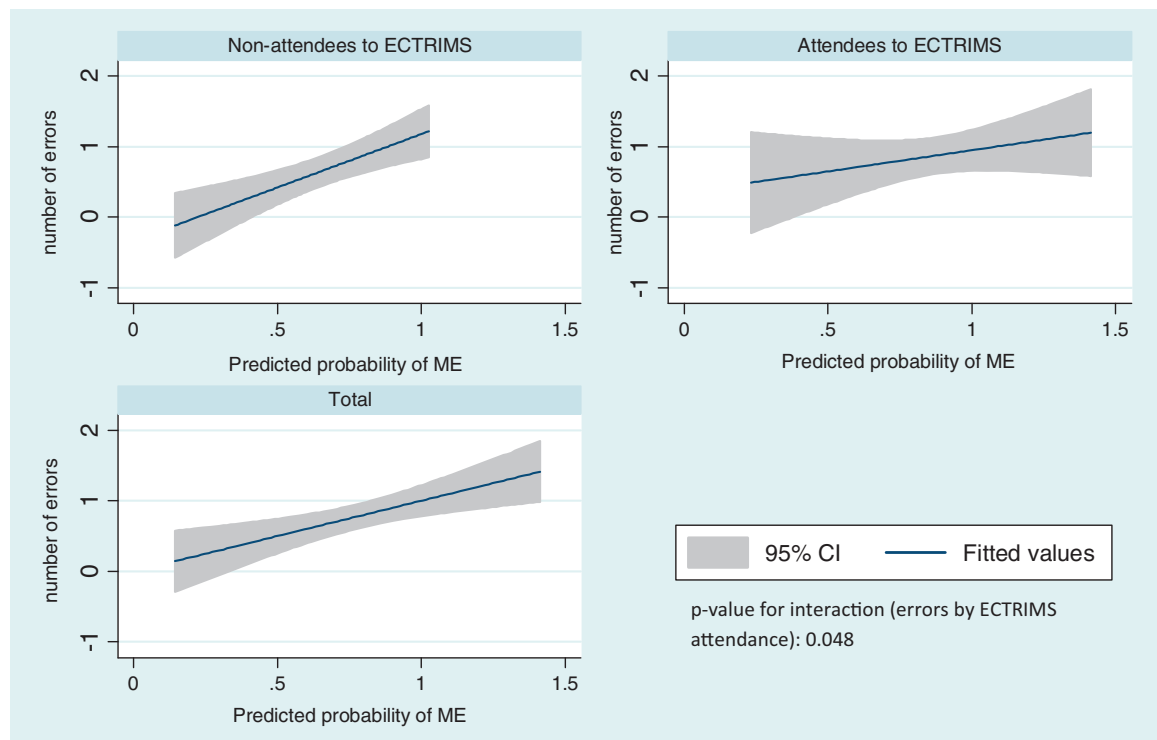 Non-attendees to ECTRIMS
number of errors
2
1
0
-1
0 .5 1 1.5
Predicted probability of ME
Attendees to ECTRIMS
number of errors
2
1
0
-1
0 .5 1 1.5
Predicted probability of ME
Total
number of errors
2
1
0
-1
0 .5 1 1.5
Predicted probability of ME
95% CI Fitted values
p-value for interaction (errors by ECTRIMS
attendance): 0.048